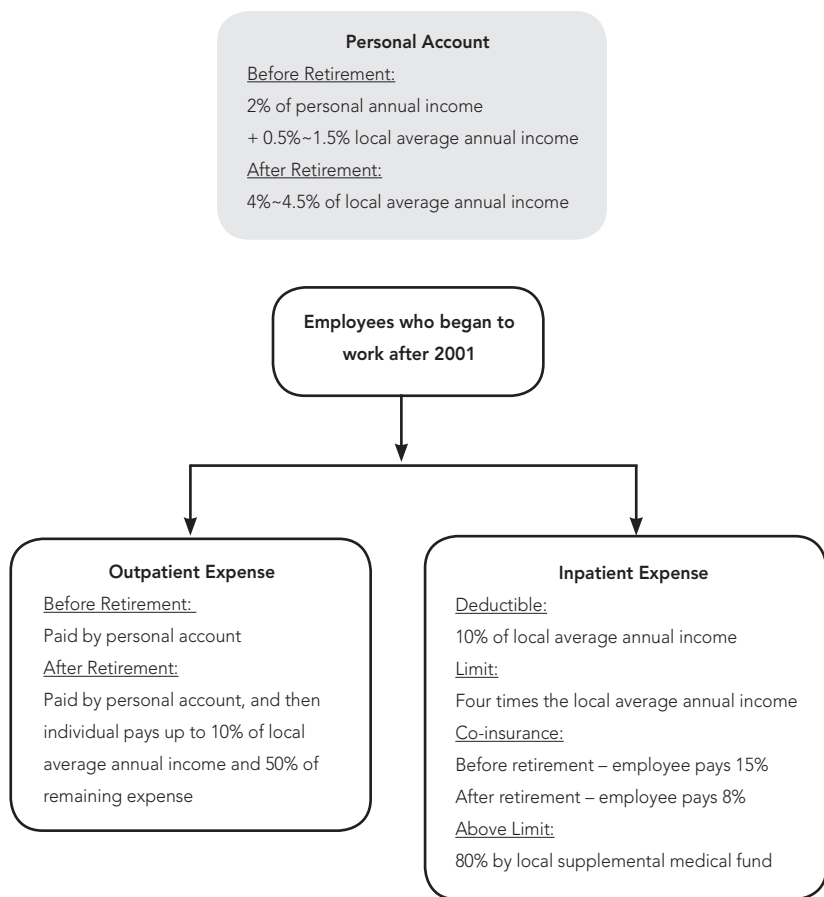 Personal Account
Before Retirement:
2% of personal annual income
+ 0.5%~1.5% local average annual income
After Retirement:
4%~4.5% of local average annual income
Employees who began to
work after 2001
Outpatient Expense
Before Retirement:
Paid by personal account
After Retirement:
Paid by personal account, and then
individual pays up to 10% of local
average annual income and 50% of
remaining expense
Inpatient Expense
Deductible:
10% of local average annual income
Limit:
Four times the local average annual income
Co-insurance:
Before retirement – employee pays 15%
After retirement – employee pays 8%
Above Limit:
80% by local supplemental medical fund